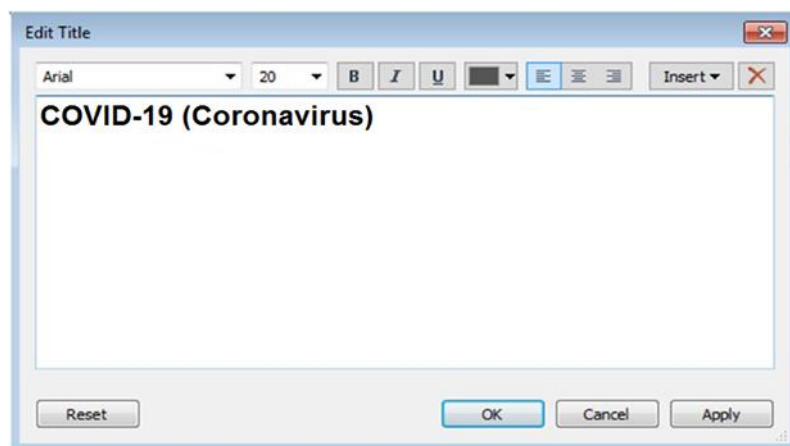 Edit Title
Arial 20 B I U Insert
COVID-19 (Coronavirus)
Reset OK Cancel Apply